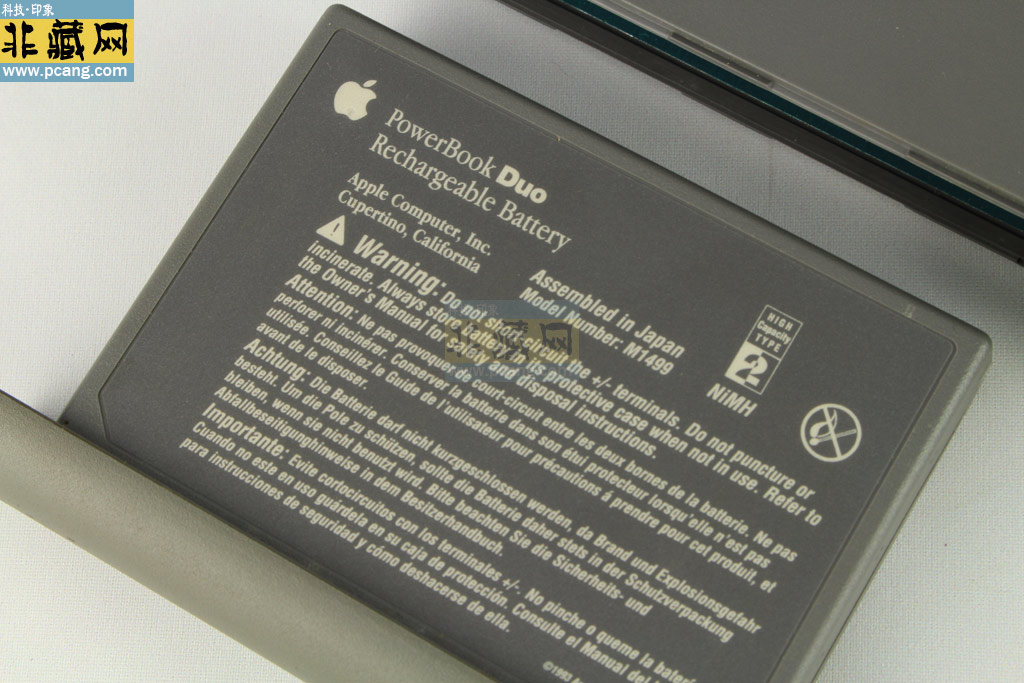 科技·印象
非藏网
www.pcang.com
PowerBook Duo
Rechargeable Battery
Apple Computer, Inc.
Cupertino, California
Assembled in Japan
Model Number: M1499
HIGH
Capacity
TYPE
2
NiMH
Warning: Do not short-circuit the +/- terminals. Do not puncture or
incinerate. Always store battery in its protective case when not in use. Refer to
the Owner's Manual for safety and disposal instructions.
Attention: Ne pas provoquer de court-circuit entre les deux bornes de la batterie. Ne pas
perforer ni incinérer. Conserver la batterie dans son étui protecteur lorsqu'elle n'est pas
utilisée. Conseillez le Guide de l'utilisateur pour précautions á prendre pour cet produit, et
avant de le disposer.
Achtung: Die Batterie darf nicht kurzgeschlossen werden, da Brand und Explosionsgefahr
besteht. Um die Pole zu schützen, sollte die Batterie daher stets in der Schutzverpackung
bleiben, wenn sie nicht benutzt wird. Bitte beachten Sie die Sicherheits- und
Abfallbeseitigunghinweise in dem Besitzerhandbuch.
Importante: Evite cortocircuitos con los terminales +/-. No pinche o queme la batería
Cuando no este en uso guárdela en su caja de protección. Consulte el Manual del
para instrucciones de seguridad y cómo deshacerse de ella.
©1993
非藏网